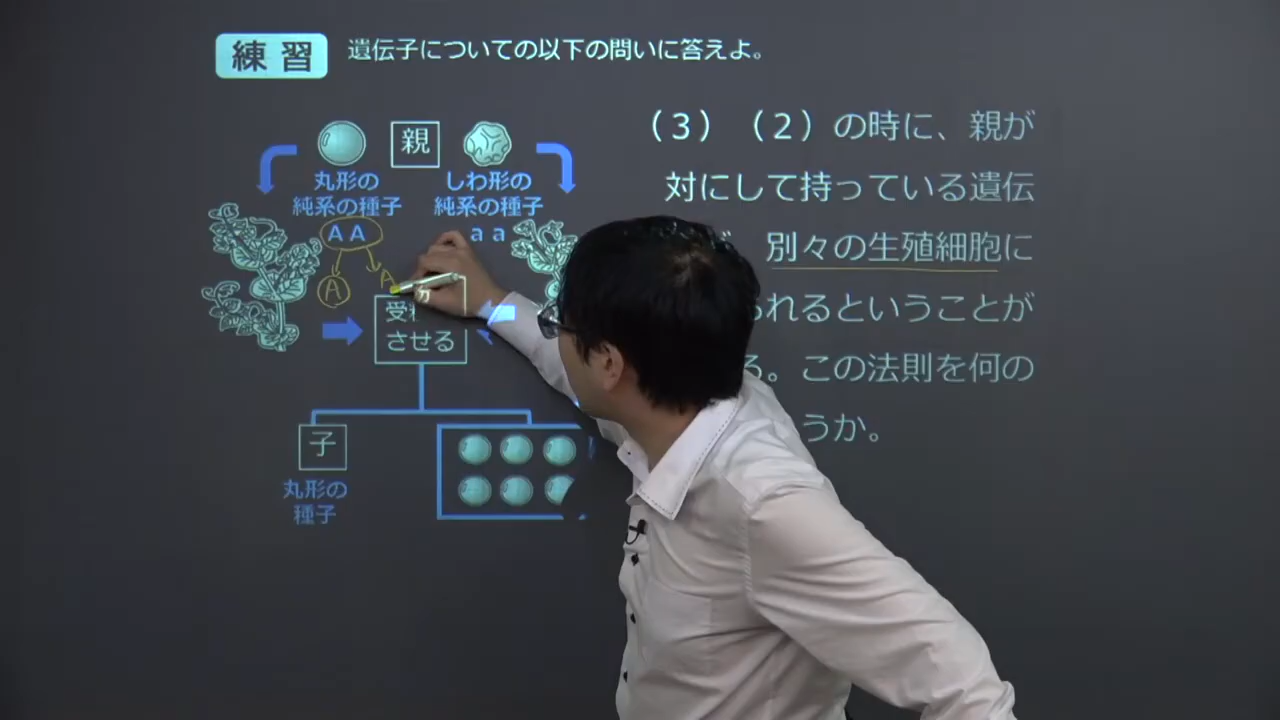 練習
遺伝子についての以下の問いに答えよ。
親
丸形の
純系の種子
しわ形の
純系の種子
AA
aa
A
A
受
させる
子
丸形の
種子
（3）（2）の時に、親が
対にして持っている遺伝
別々の生殖細胞に
れるということが
る。この法則を何の
うか。